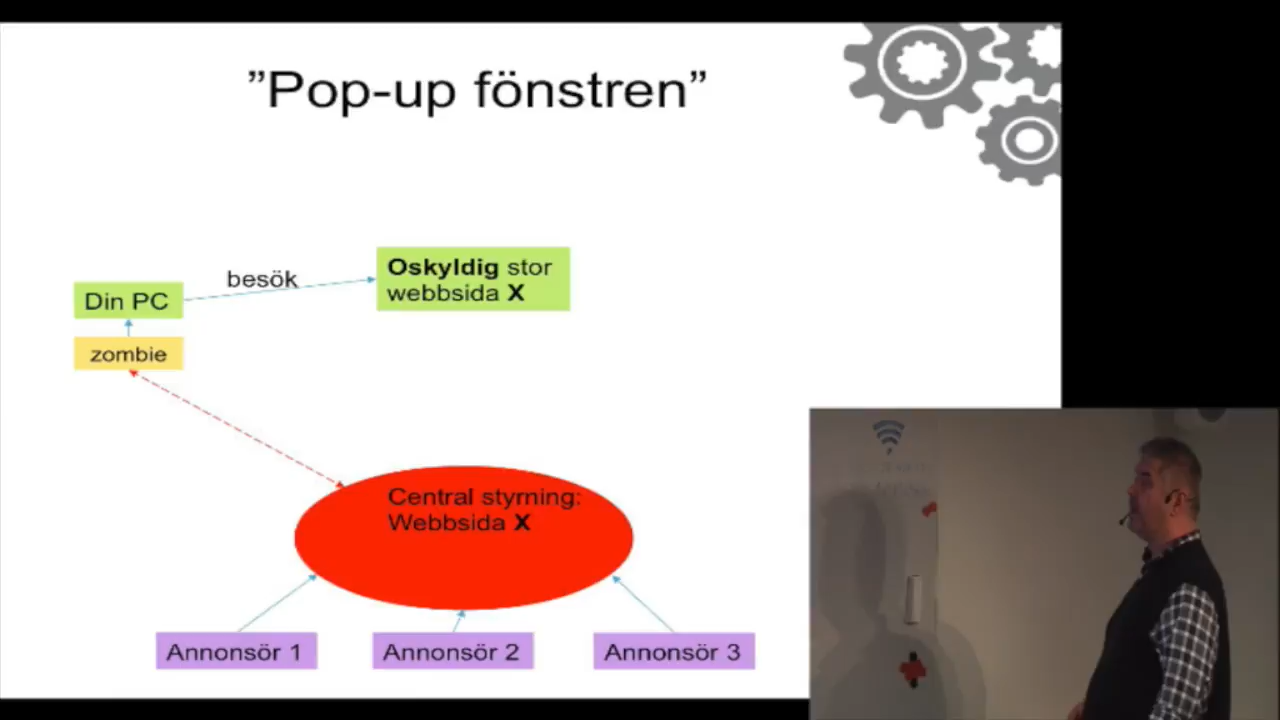 ”Pop-up fönstren”
besök
Oskyldig stor
webbsida X
Din PC
zombie
Central styrning:
Webbsida X
Annonsör 1
Annonsör 2
Annonsör 3